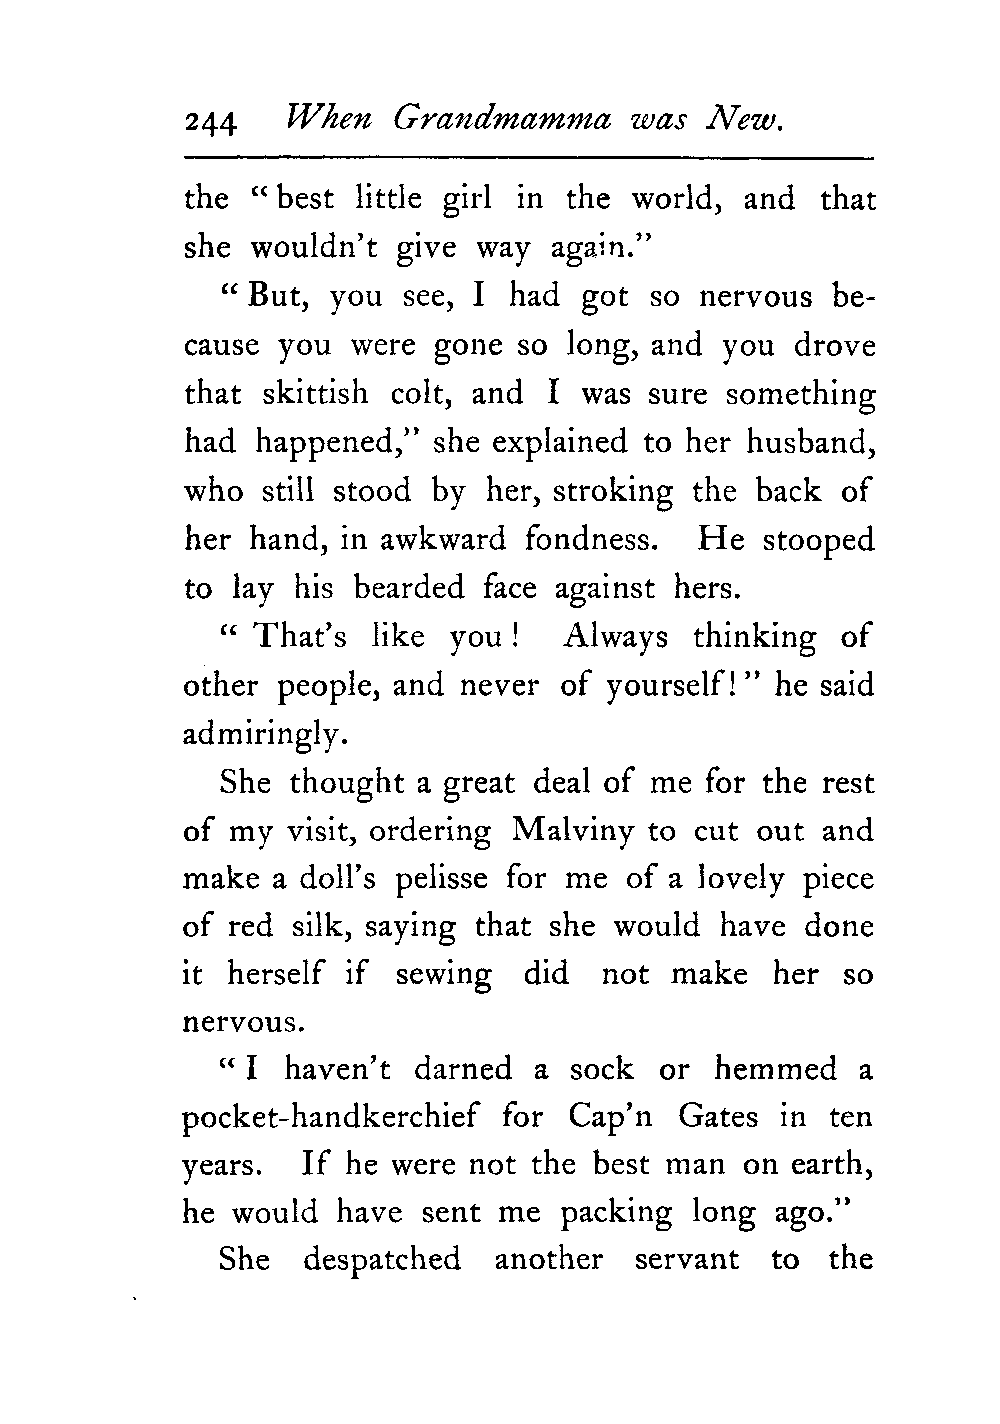 244 When Grandmamma was New.
the “best little girl in the world, and that
she wouldn’t give way again.”
“But, you see, I had got so nervous be-
cause you were gone so long, and you drove
that skittish colt, and I was sure something
had happened,” she explained to her husband,
who still stood by her, stroking the back of
her hand, in awkward fondness. He stooped
to lay his bearded face against hers.
“That’s like you! Always thinking of
other people, and never of yourself!” he said
admiringly.
She thought a great deal of me for the rest
of my visit, ordering Malviny to cut out and
make a doll’s pelisse for me of a lovely piece
of red silk, saying that she would have done
it herself if sewing did not make her so
nervous.
“I haven’t darned a sock or hemmed a
pocket-handkerchief for Cap’n Gates in ten
years. If he were not the best man on earth,
he would have sent me packing long ago.”
She despatched another servant to the